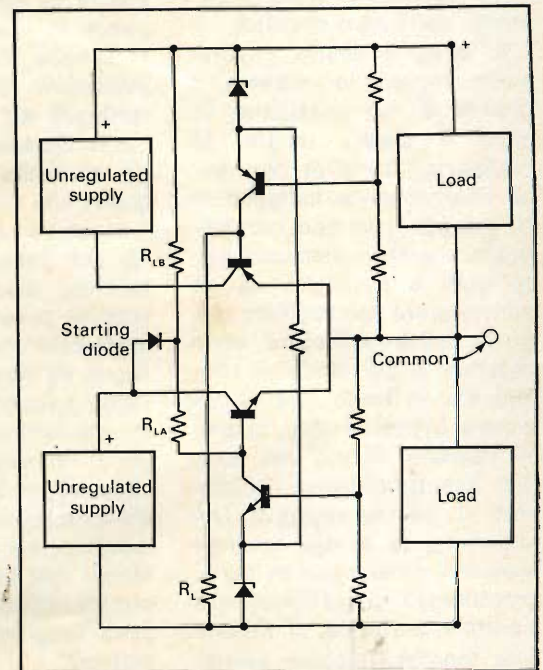 +
+
Unregulated
supply
Load
R_LB
Starting
diode
Common
+
R_LA
Unregulated
supply
Load
R_L